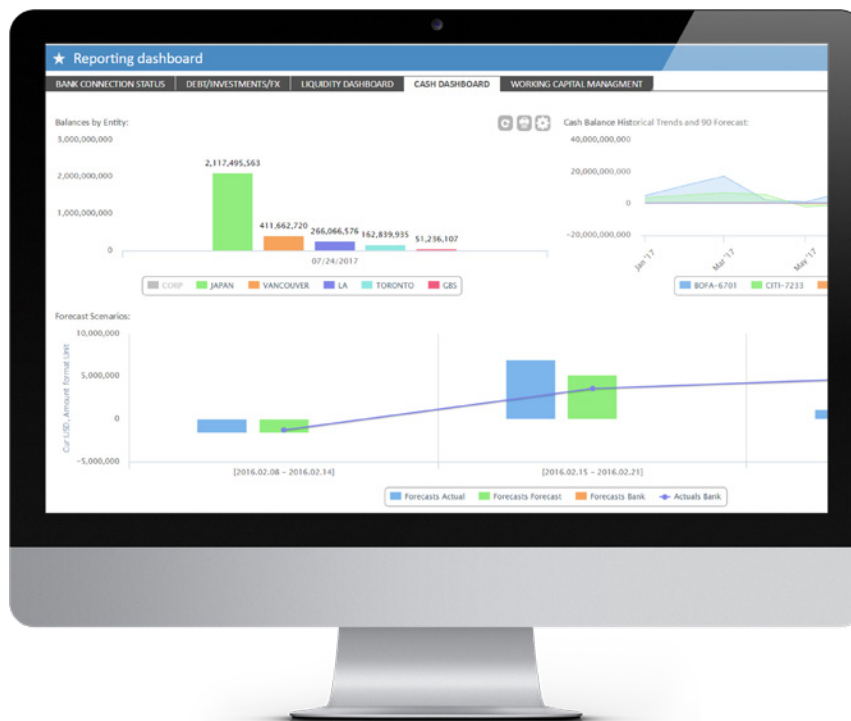 ★ Reporting dashboard
BANK CONNECTION STATUS DEBT/INVESTMENTS/FX LIQUIDITY DASHBOARD CASH DASHBOARD WORKING CAPITAL MANAGMENT
Balances by Entity:
3,000,000,000
2,000,000,000
1,000,000,000
0
2,117,495,563
411,662,720
266,066,576
162,839,935
51,236,107
07/24/2017
CORP JAPAN VANCOUVER LA TORONTO GBS
Cash Balance Historical Trends and 90 Forecast:
40,000,000,000
20,000,000,000
0
-20,000,000,000
Jan '17 Mar '17 May '17
BOFA-6701 CITI-7233
Forecast Scenarios:
Cur USD, Amount format Unit
10,000,000
5,000,000
0
-5,000,000
[2016.02.08 - 2016.02.14] [2016.02.15 - 2016.02.21]
Forecasts Actual Forecasts Forecast Forecasts Bank Actuals Bank